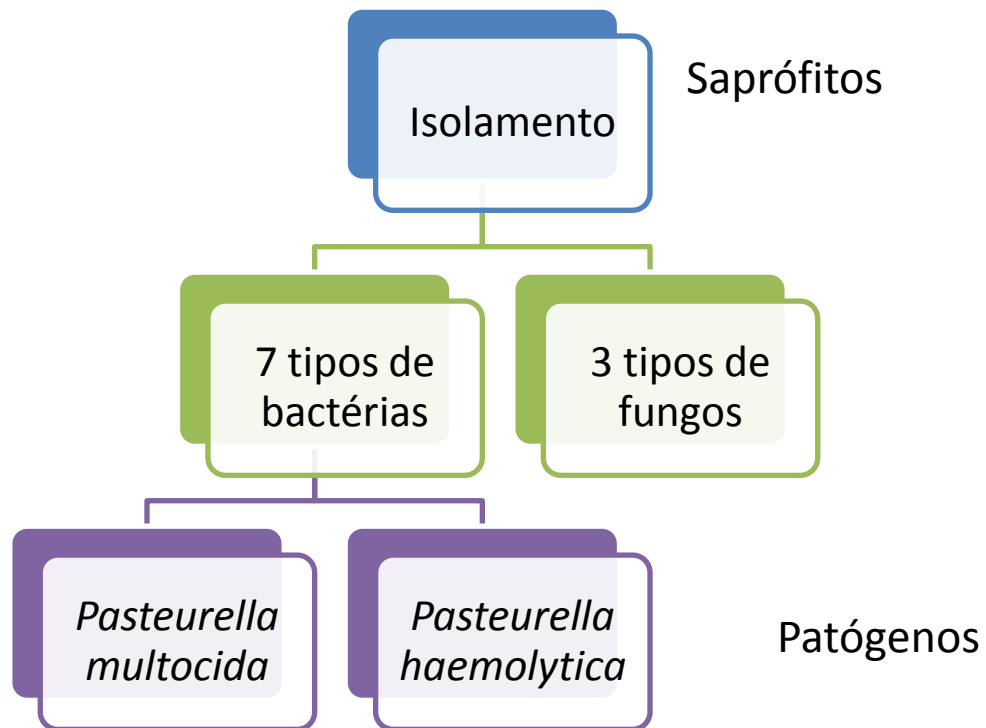 Saprófitos
Isolamento
7 tipos de
bactérias
3 tipos de
fungos
Pasteurella
multocida
Pasteurella
haemolytica
Patógenos